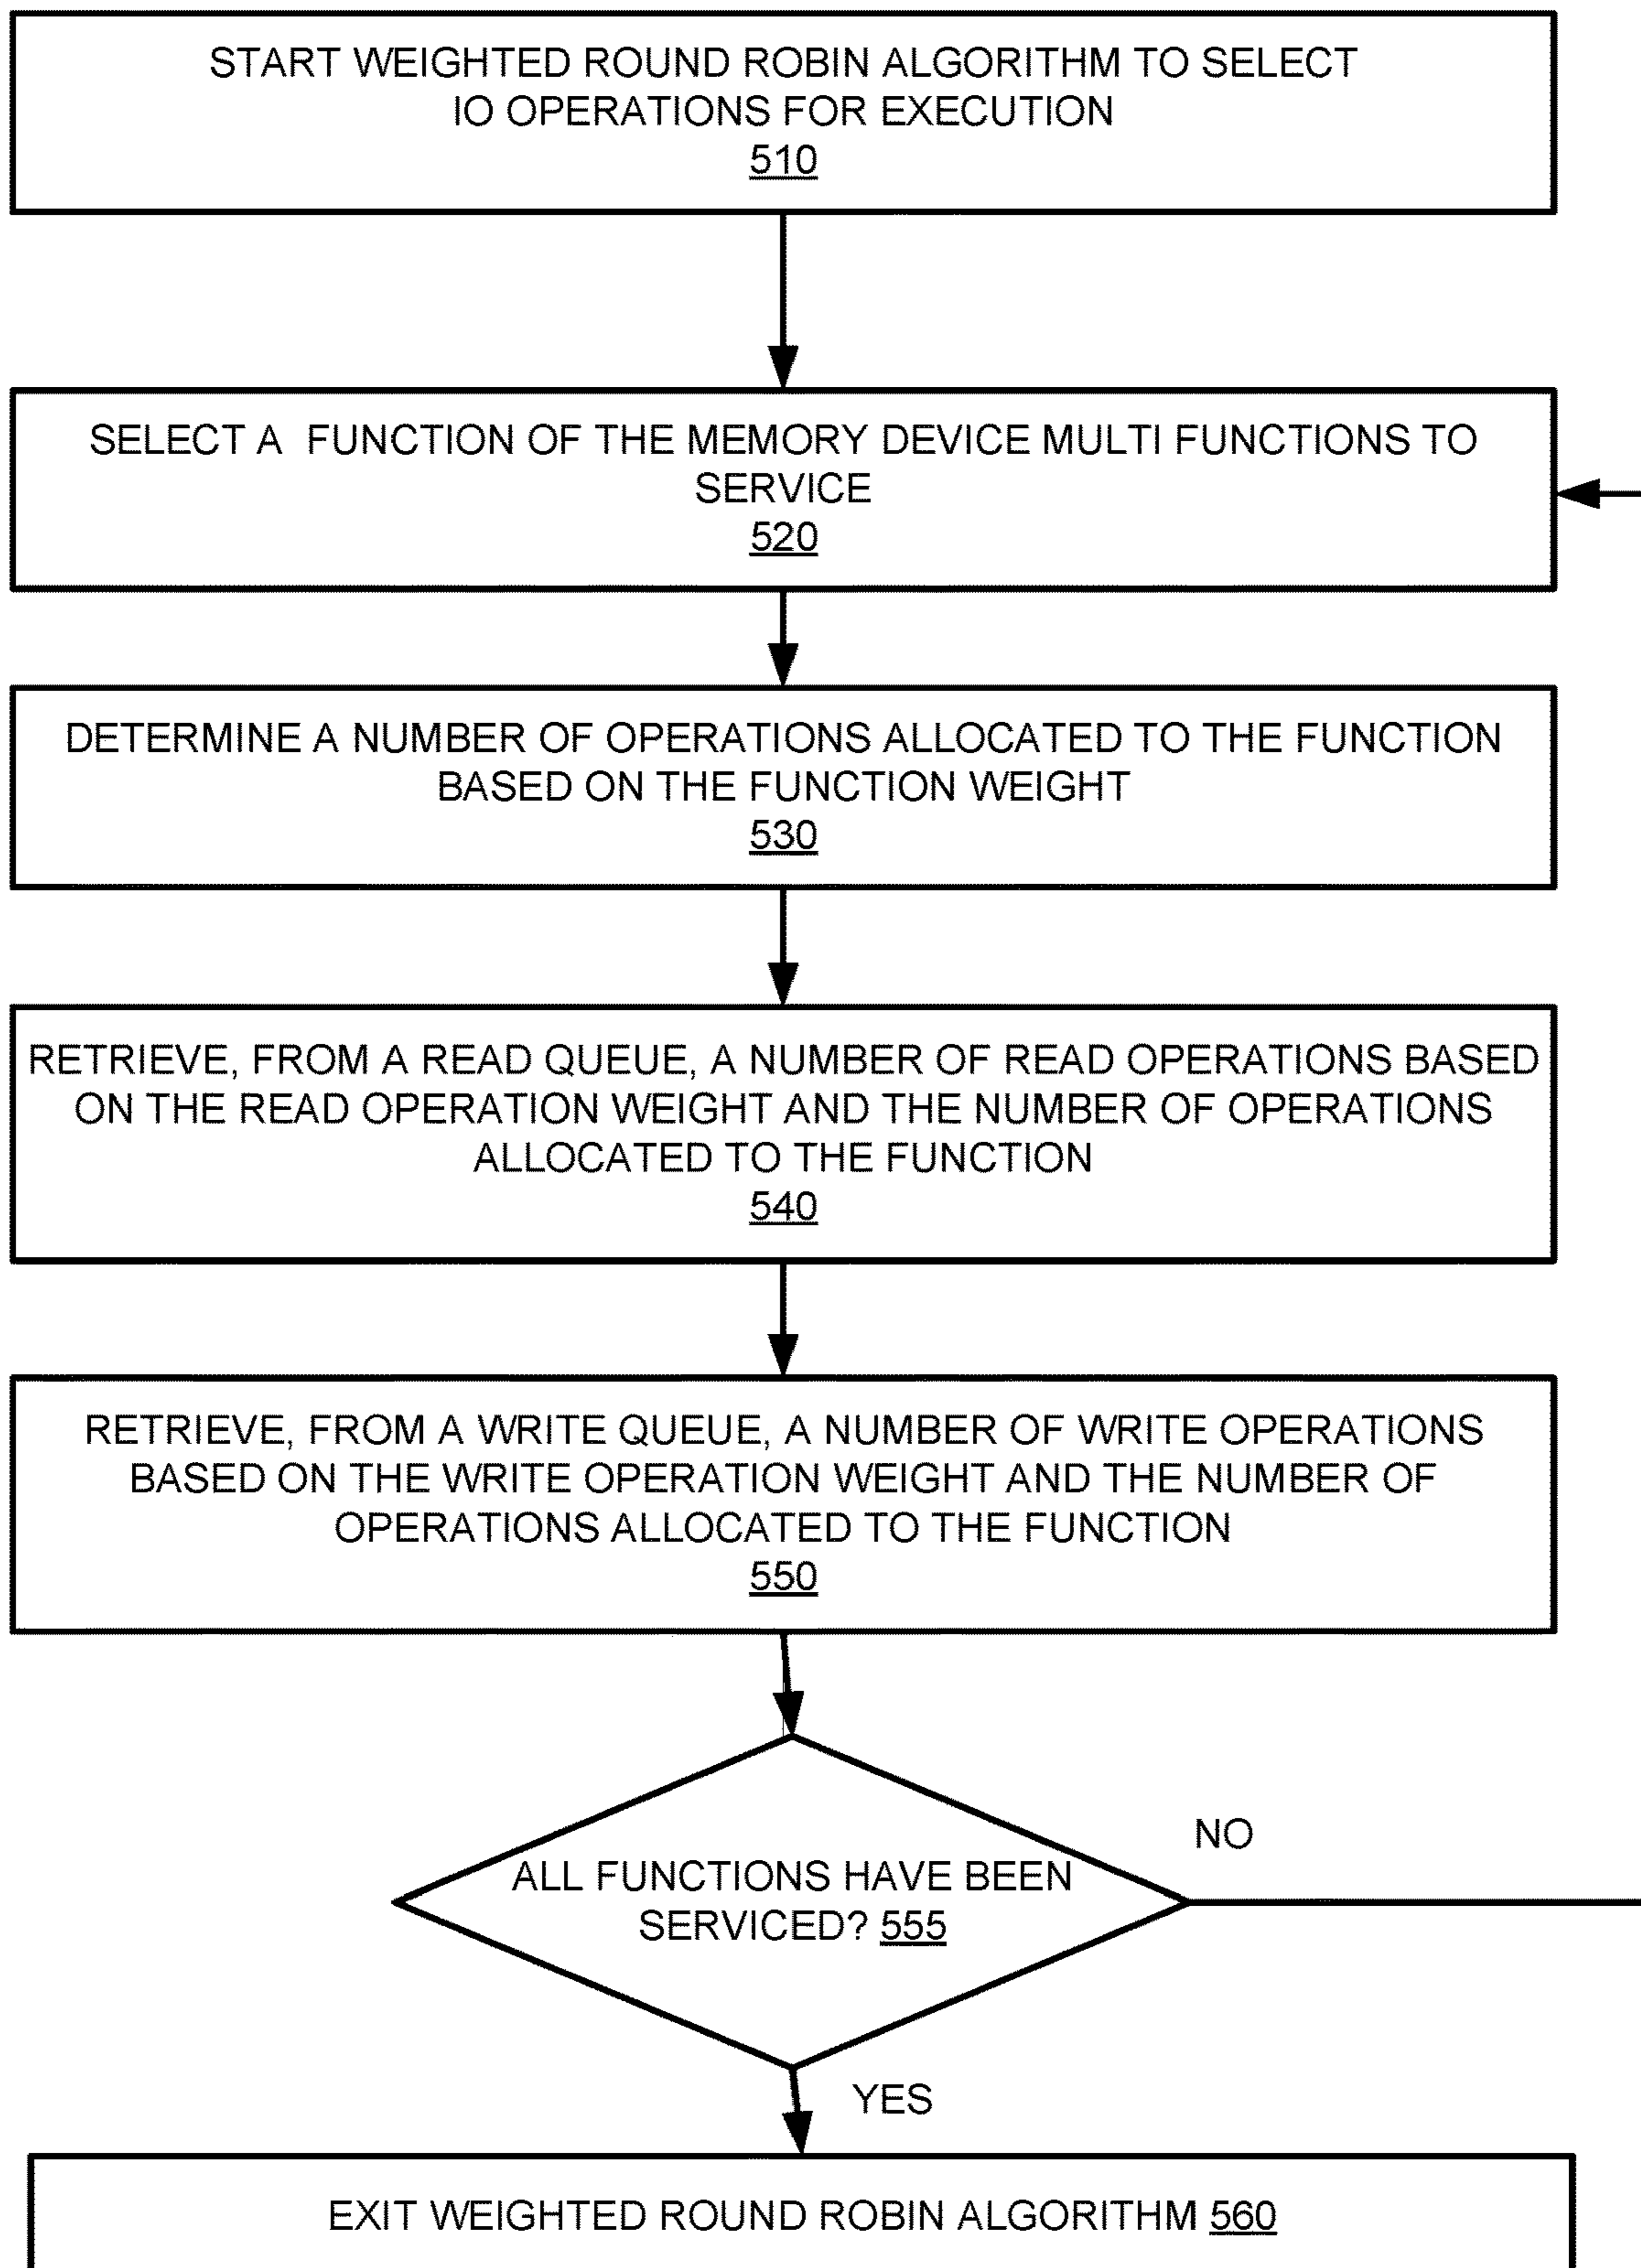 START WEIGHTED ROUND ROBIN ALGORITHM TO SELECT
IO OPERATIONS FOR EXECUTION
510
SELECT A FUNCTION OF THE MEMORY DEVICE MULTI FUNCTIONS TO
SERVICE
520
DETERMINE A NUMBER OF OPERATIONS ALLOCATED TO THE FUNCTION
BASED ON THE FUNCTION WEIGHT
530
RETRIEVE, FROM A READ QUEUE, A NUMBER OF READ OPERATIONS BASED
ON THE READ OPERATION WEIGHT AND THE NUMBER OF OPERATIONS
ALLOCATED TO THE FUNCTION
540
RETRIEVE, FROM A WRITE QUEUE, A NUMBER OF WRITE OPERATIONS
BASED ON THE WRITE OPERATION WEIGHT AND THE NUMBER OF
OPERATIONS ALLOCATED TO THE FUNCTION
550
NO
ALL FUNCTIONS HAVE BEEN
SERVICED? 555
YES
EXIT WEIGHTED ROUND ROBIN ALGORITHM 560